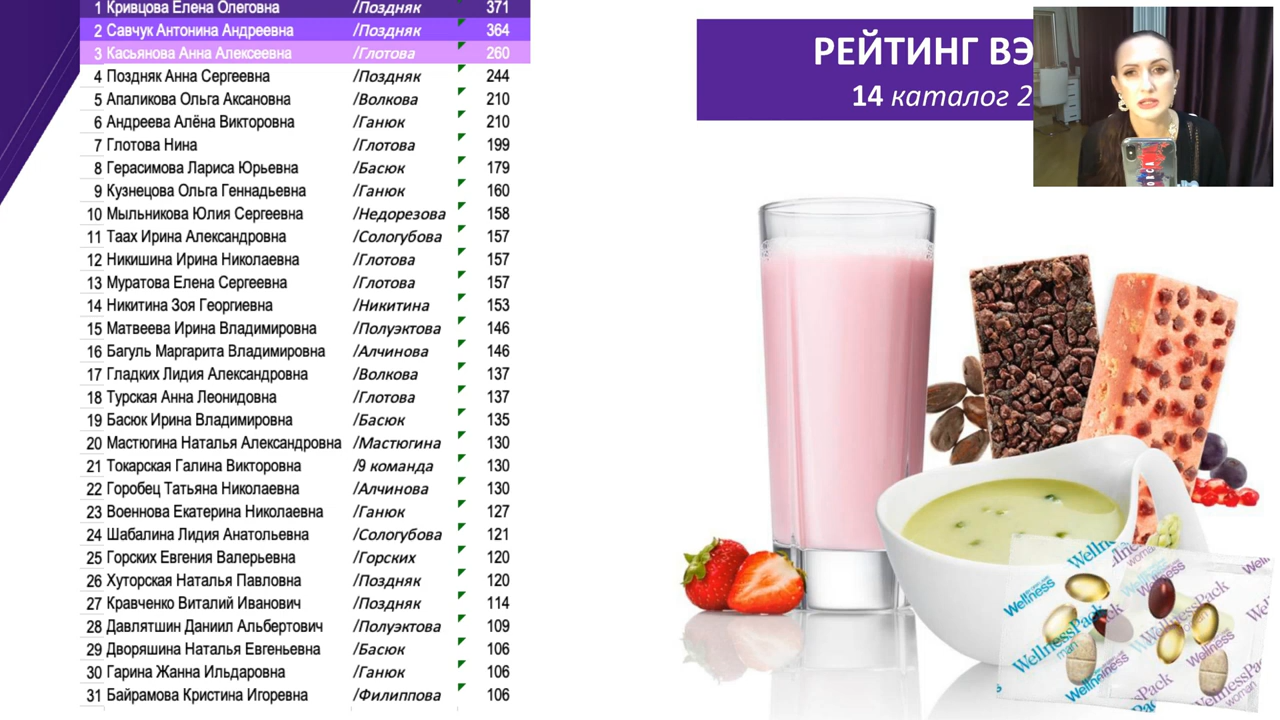 1 Кривцова Елена Олеговна /Поздняк 371
2 Савчук Антонина Андреевна /Поздняк 364
3 Касьянова Анна Алексеевна /Глотова 260
4 Поздняк Анна Сергеевна /Поздняк 244
5 Апаликова Ольга Аксановна /Волкова 210
6 Андреева Алёна Викторовна /Ганюк 210
7 Глотова Нина /Глотова 199
8 Герасимова Лариса Юрьевна /Басюк 179
9 Кузнецова Ольга Геннадьевна /Ганюк 160
10 Мыльникова Юлия Сергеевна /Недорезова 158
11 Таах Ирина Александровна /Сологубова 157
12 Никишина Ирина Николаевна /Глотова 157
13 Муратова Елена Сергеевна /Глотова 157
14 Никитина Зоя Георгиевна /Никитина 153
15 Матвеева Ирина Владимировна /Полуэктова 146
16 Багуль Маргарита Владимировна /Алчинова 146
17 Гладких Лидия Александровна /Волкова 137
18 Турская Анна Леонидовна /Глотова 137
19 Басюк Ирина Владимировна /Басюк 135
20 Мастюгина Наталья Александровна /Мастюгина 130
21 Токарская Галина Викторовна /9 команда 130
22 Горобец Татьяна Николаевна /Алчинова 130
23 Военнова Екатерина Николаевна /Ганюк 127
24 Шабалина Лидия Анатольевна /Сологубова 121
25 Горских Евгения Валерьевна /Горских 120
26 Хуторская Наталья Павловна /Поздняк 120
27 Кравченко Виталий Иванович /Поздняк 114
28 Давлятшин Даниил Альбертович /Полуэктова 109
29 Дворяшина Наталья Евгеньевна /Басюк 106
30 Гарина Жанна Ильдаровна /Ганюк 106
31 Байрамова Кристина Игоревна /Филиппова 106
РЕЙТИНГ ВЭ
14 каталог 2
Wellness
WellnessPack
man
Wellness
WellnessPack
woman
Wellness